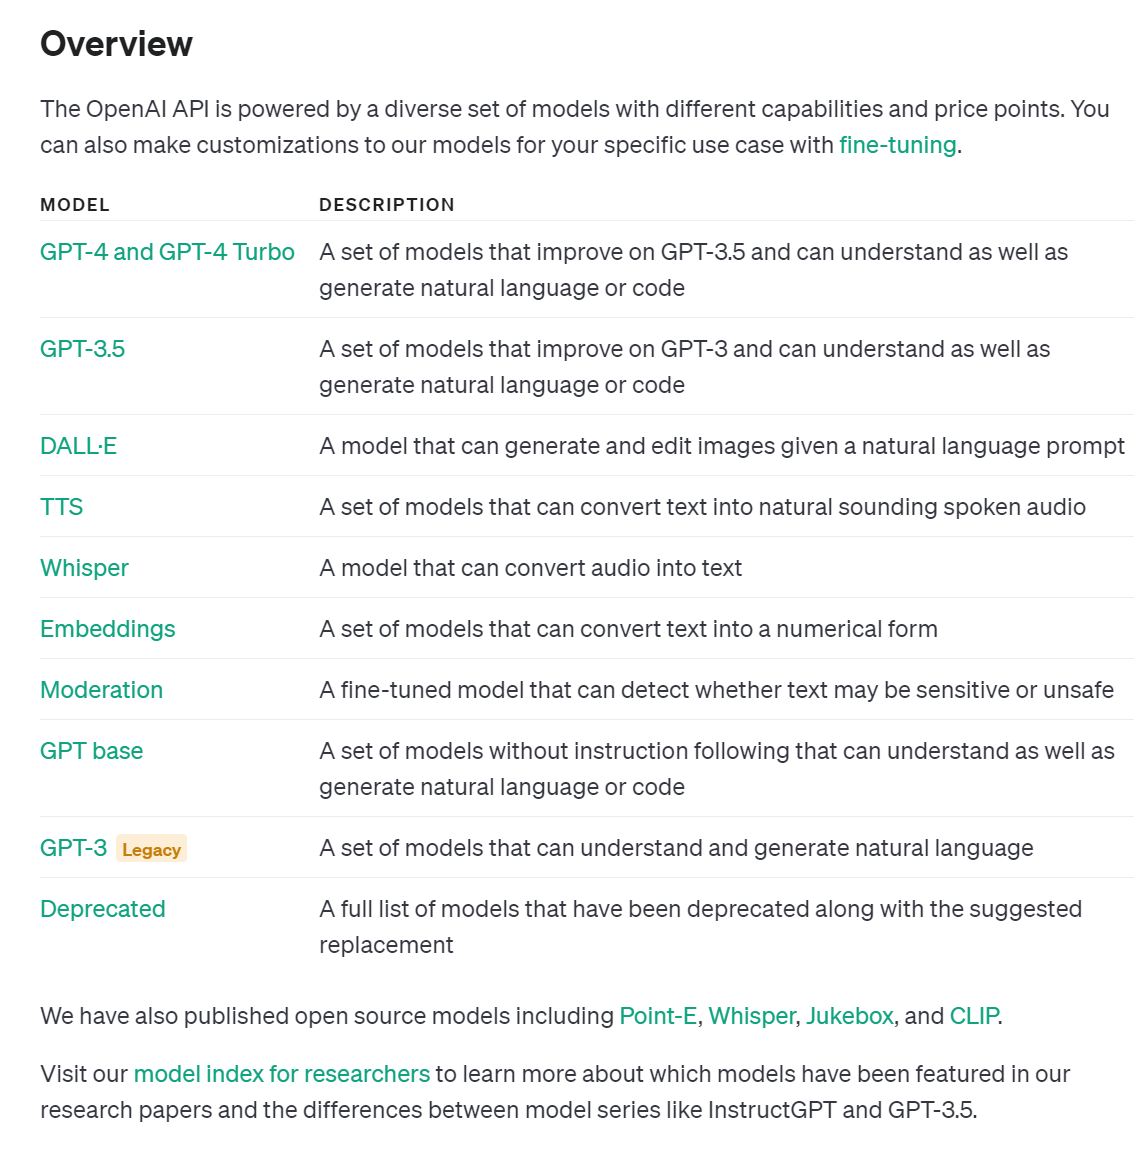 Overview
The OpenAI API is powered by a diverse set of models with different capabilities and price points. You
can also make customizations to our models for your specific use case with fine-tuning.
MODEL DESCRIPTION
GPT-4 and GPT-4 Turbo A set of models that improve on GPT-3.5 and can understand as well as
generate natural language or code
GPT-3.5 A set of models that improve on GPT-3 and can understand as well as
generate natural language or code
DALL·E A model that can generate and edit images given a natural language prompt
TTS A set of models that can convert text into natural sounding spoken audio
Whisper A model that can convert audio into text
Embeddings A set of models that can convert text into a numerical form
Moderation A fine-tuned model that can detect whether text may be sensitive or unsafe
GPT base A set of models without instruction following that can understand as well as
generate natural language or code
GPT-3 Legacy A set of models that can understand and generate natural language
Deprecated A full list of models that have been deprecated along with the suggested
replacement
We have also published open source models including Point-E, Whisper, Jukebox, and CLIP.
Visit our model index for researchers to learn more about which models have been featured in our
research papers and the differences between model series like InstructGPT and GPT-3.5.